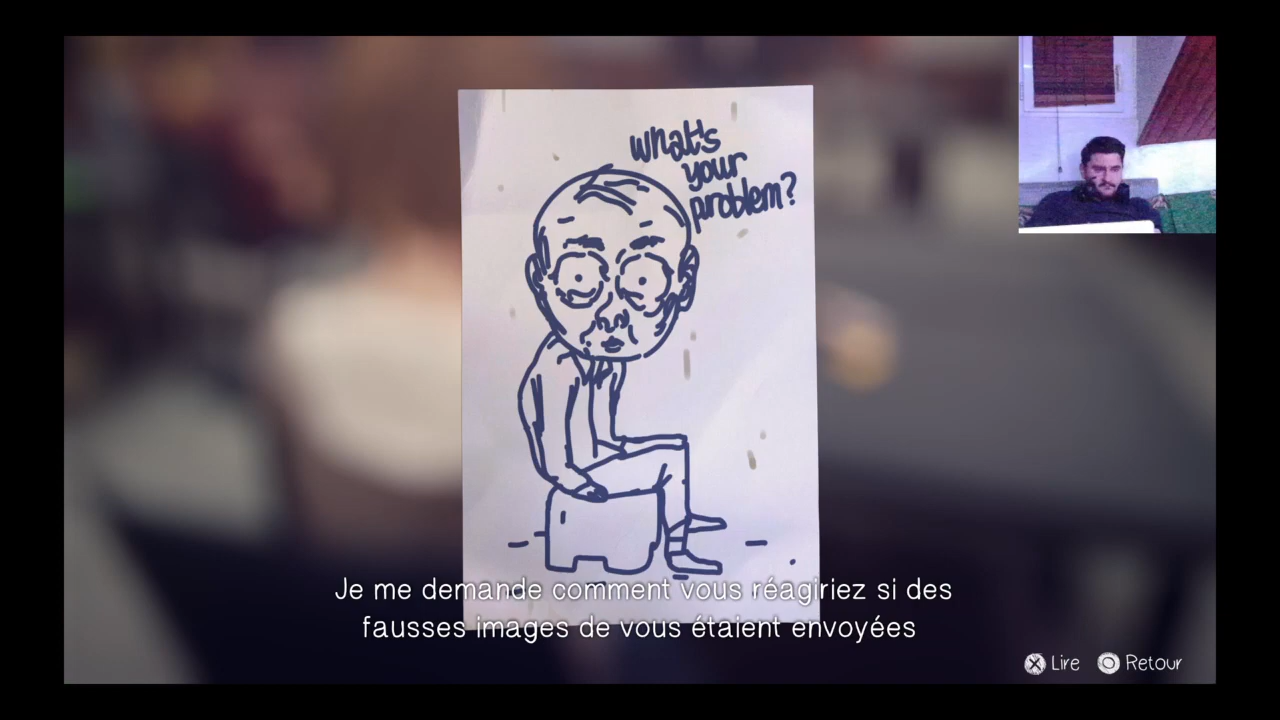 What's
your
problem?
Je me demande comment vous réagiriez si des
fausses images de vous étaient envoyées
Lire
Retour